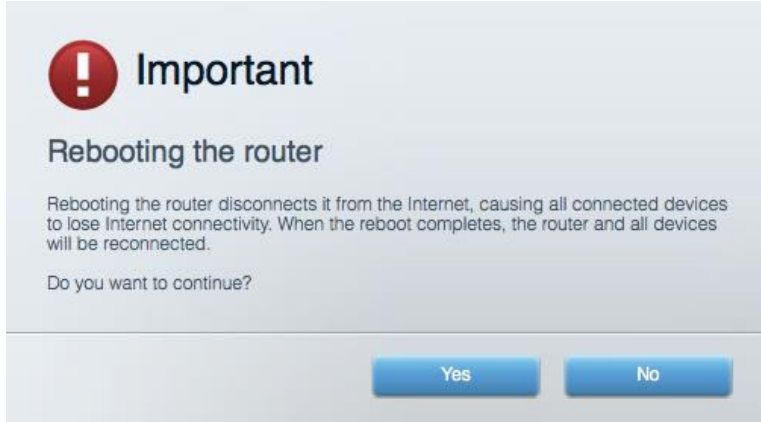 Important
Rebooting the router
Rebooting the router disconnects it from the Internet, causing all connected devices
to lose Internet connectivity. When the reboot completes, the router and all devices
will be reconnected.
Do you want to continue?
Yes No